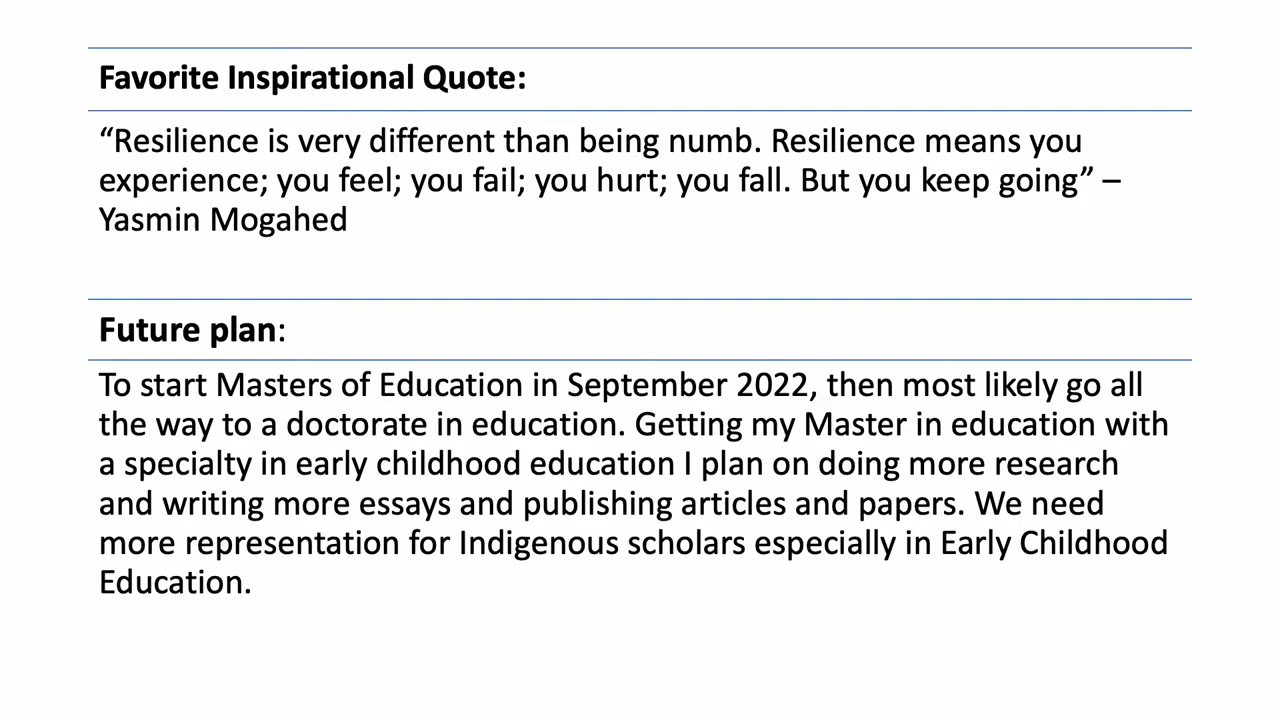 Favorite Inspirational Quote:
“Resilience is very different than being numb. Resilience means you
experience; you feel; you fail; you hurt; you fall. But you keep going” –
Yasmin Mogahed
Future plan:
To start Masters of Education in September 2022, then most likely go all
the way to a doctorate in education. Getting my Master in education with
a specialty in early childhood education I plan on doing more research
and writing more essays and publishing articles and papers. We need
more representation for Indigenous scholars especially in Early Childhood
Education.